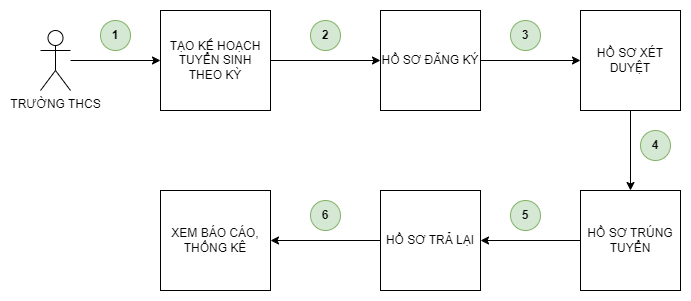 1
TRƯỜNG THCS
TẠO KẾ HOẠCH
TUYỂN SINH
THEO KỲ
2
HỒ SƠ ĐĂNG KÝ
3
HỒ SƠ XÉT
DUYỆT
4
HỒ SƠ TRÚNG
TUYỂN
5
HỒ SƠ TRẢ LẠI
6
XEM BÁO CÁO,
THỐNG KÊ